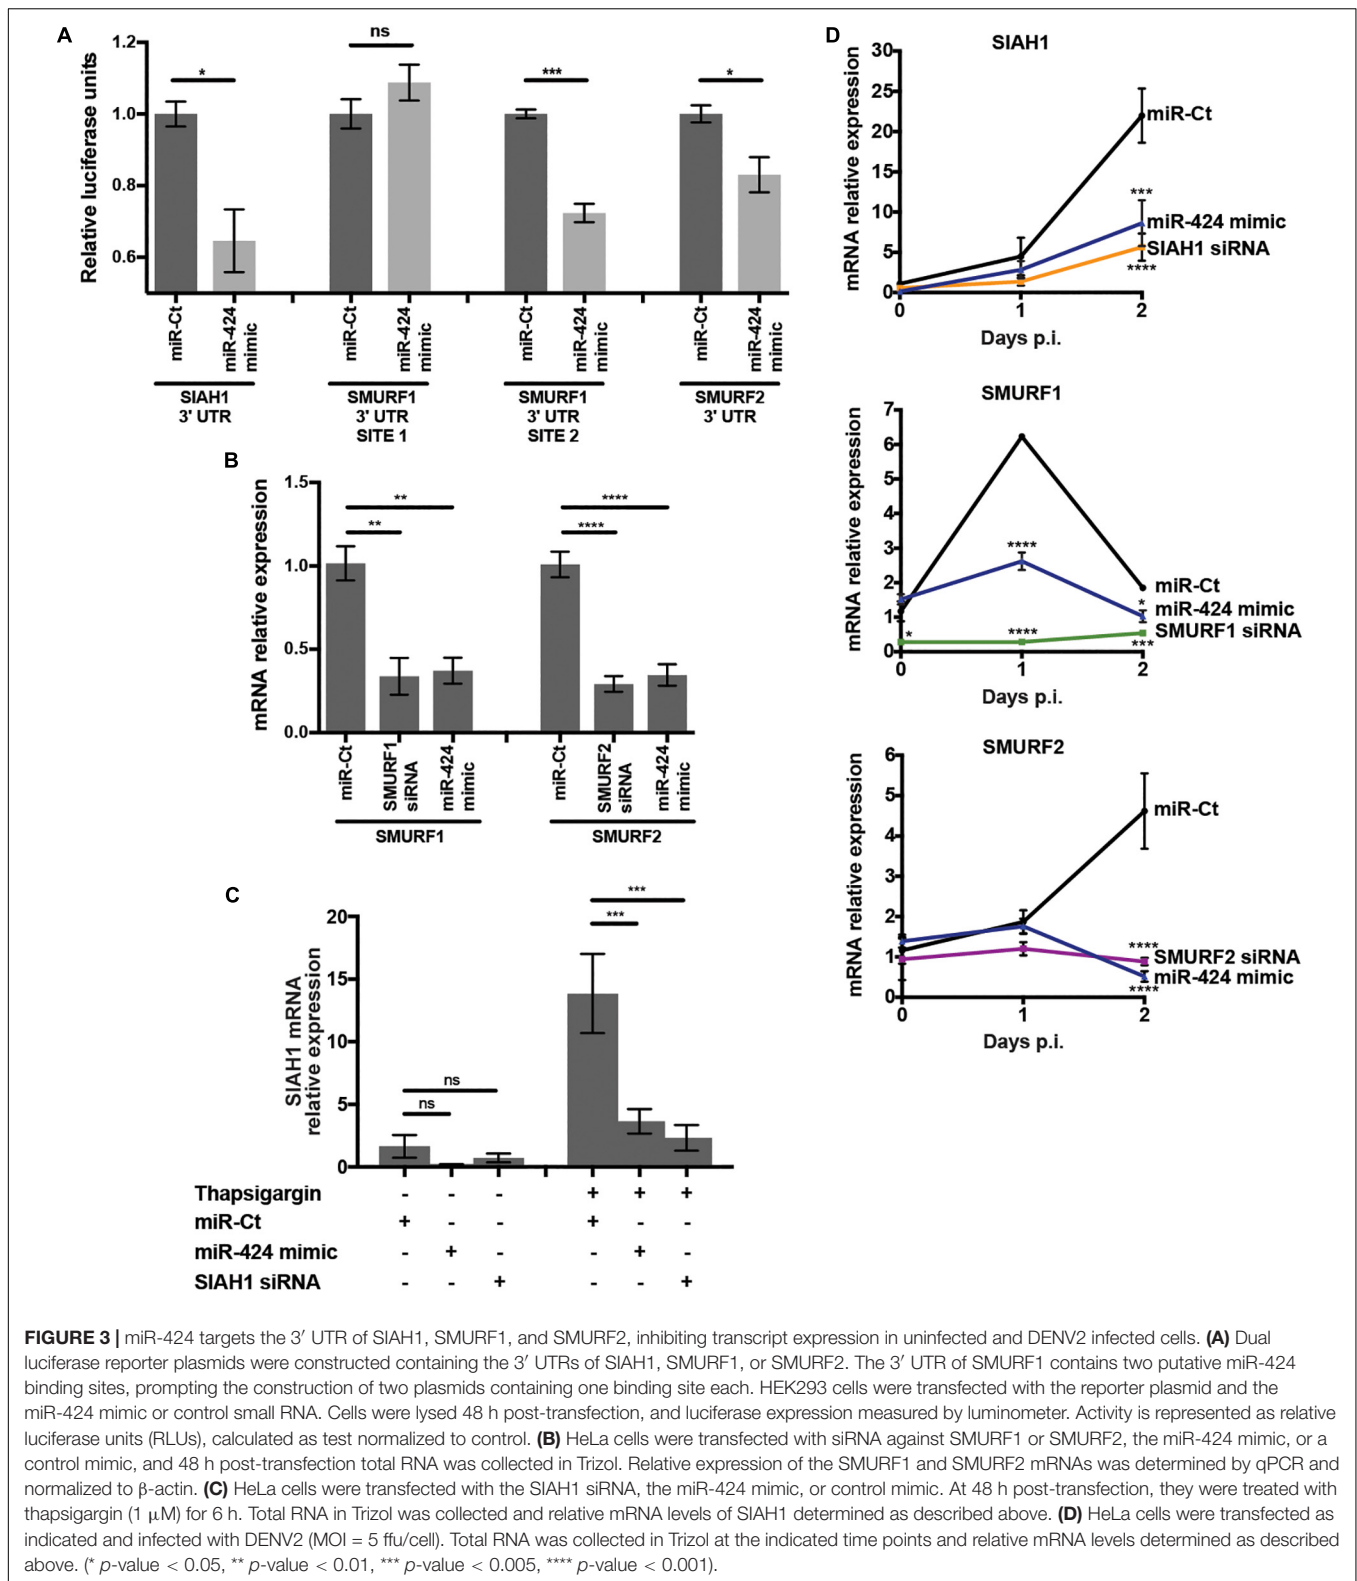 A
Relative luciferase units
1.2
1.0
0.8
0.6
*
ns
***
*
miR-Ct
miR-424
mimic
miR-Ct
miR-424
mimic
miR-Ct
miR-424
mimic
miR-Ct
miR-424
mimic
SIAH1
3' UTR
SMURF1
3' UTR
SITE 1
SMURF1
3' UTR
SITE 2
SMURF2
3' UTR
B
mRNA relative expression
1.5
1.0
0.5
0.0
**
**
****
****
miR-Ct
SMURF1
siRNA
miR-424
mimic
miR-Ct
SMURF2
siRNA
miR-424
mimic
SMURF1
SMURF2
C
SIAH1 mRNA
relative expression
20
15
10
5
0
ns
ns
***
***
Thapsigargin - - - + + +
miR-Ct + - - + - -
miR-424 mimic - + - - + -
SIAH1 siRNA - - + - - +
D
SIAH1
mRNA relative expression
30
25
20
15
10
5
0
miR-Ct
***
miR-424 mimic
SIAH1 siRNA
****
0 1 2
Days p.i.
SMURF1
mRNA relative expression
7
6
5
4
3
2
1
0
****
miR-Ct
*
miR-424 mimic
* **** SMURF1 siRNA
***
0 1 2
Days p.i.
SMURF2
mRNA relative expression
6
5
4
3
2
1
0
miR-Ct
****
SMURF2 siRNA
miR-424 mimic
****
0 1 2
Days p.i.
FIGURE 3 | miR-424 targets the 3′ UTR of SIAH1, SMURF1, and SMURF2, inhibiting transcript expression in uninfected and DENV2 infected cells. (A) Dual
luciferase reporter plasmids were constructed containing the 3′ UTRs of SIAH1, SMURF1, or SMURF2. The 3′ UTR of SMURF1 contains two putative miR-424
binding sites, prompting the construction of two plasmids containing one binding site each. HEK293 cells were transfected with the reporter plasmid and the
miR-424 mimic or control small RNA. Cells were lysed 48 h post-transfection, and luciferase expression measured by luminometer. Activity is represented as relative
luciferase units (RLUs), calculated as test normalized to control. (B) HeLa cells were transfected with siRNA against SMURF1 or SMURF2, the miR-424 mimic, or a
control mimic, and 48 h post-transfection total RNA was collected in Trizol. Relative expression of the SMURF1 and SMURF2 mRNAs was determined by qPCR and
normalized to β-actin. (C) HeLa cells were transfected with the SIAH1 siRNA, the miR-424 mimic, or control mimic. At 48 h post-transfection, they were treated with
thapsigargin (1 μM) for 6 h. Total RNA in Trizol was collected and relative mRNA levels of SIAH1 determined as described above. (D) HeLa cells were transfected as
indicated and infected with DENV2 (MOI = 5 ffu/cell). Total RNA was collected in Trizol at the indicated time points and relative mRNA levels determined as described
above. (* p-value < 0.05, ** p-value < 0.01, *** p-value < 0.005, **** p-value < 0.001).